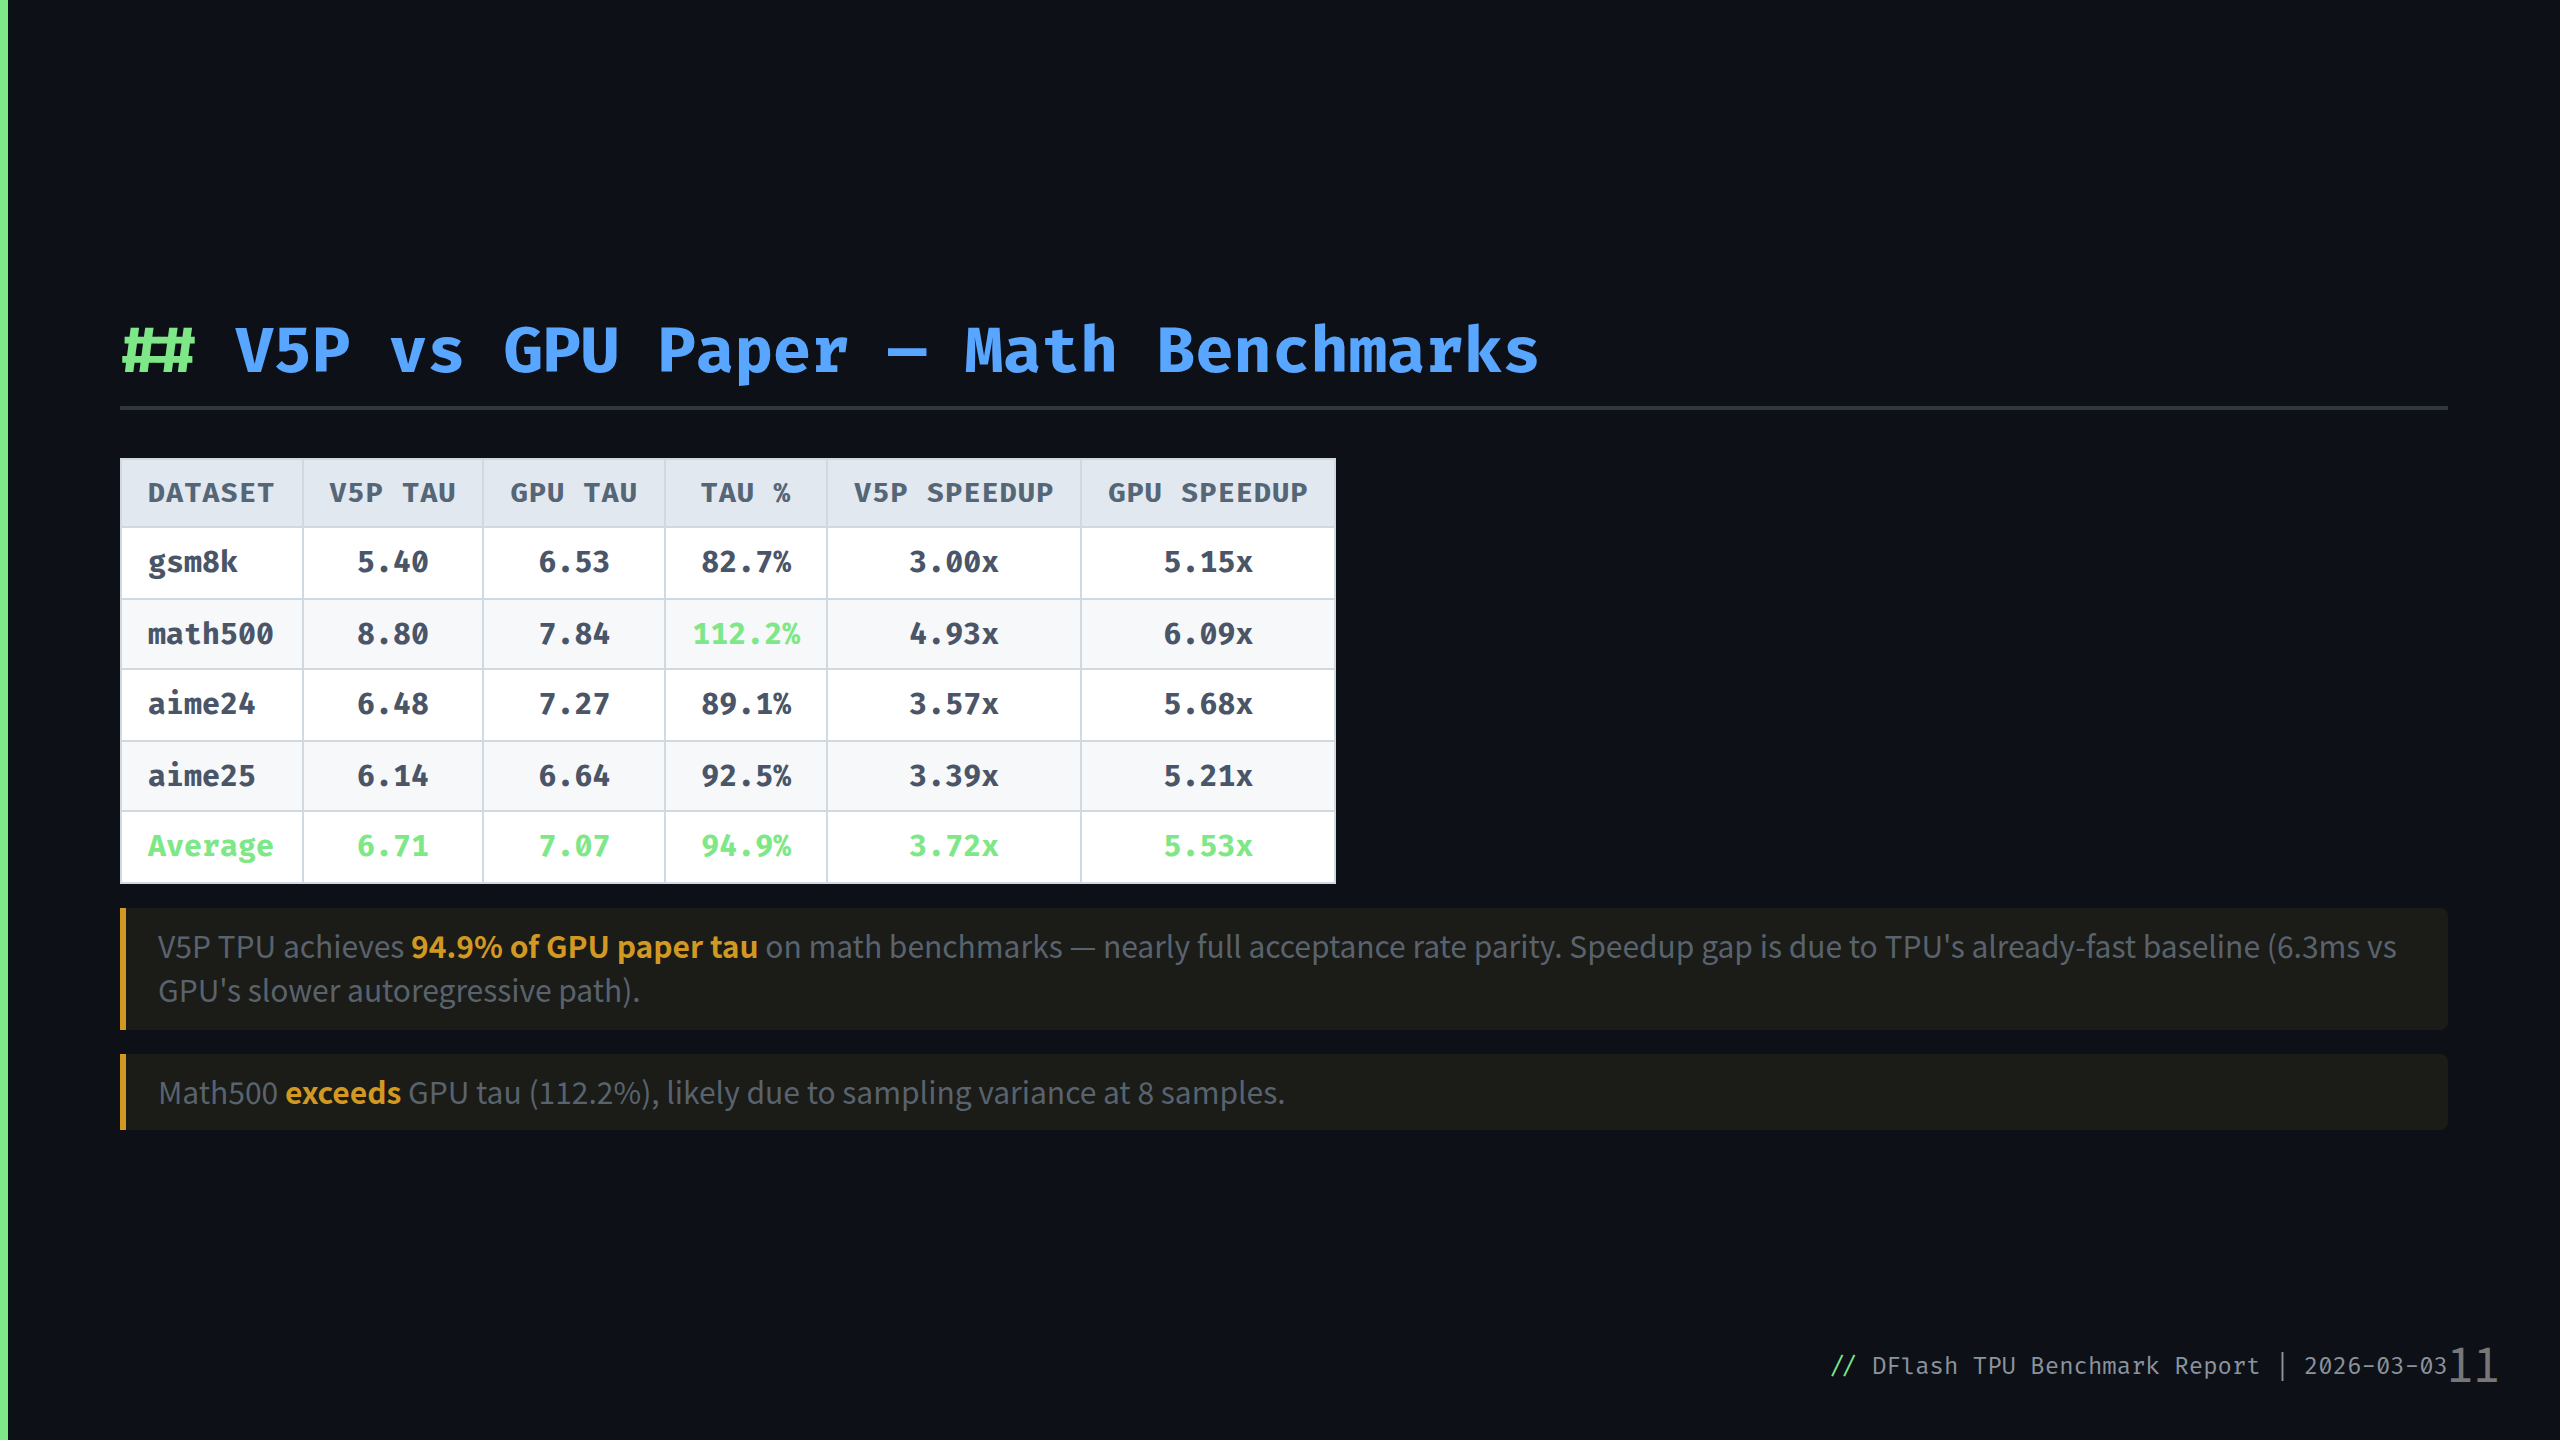 ## V5P vs GPU Paper — Math Benchmarks
DATASET V5P TAU GPU TAU TAU % V5P SPEEDUP GPU SPEEDUP
gsm8k 5.40 6.53 82.7% 3.00x 5.15x
math500 8.80 7.84 112.2% 4.93x 6.09x
aime24 6.48 7.27 89.1% 3.57x 5.68x
aime25 6.14 6.64 92.5% 3.39x 5.21x
Average 6.71 7.07 94.9% 3.72x 5.53x
V5P TPU achieves 94.9% of GPU paper tau on math benchmarks — nearly full acceptance rate parity. Speedup gap is due to TPU's already-fast baseline (6.3ms vs
GPU's slower autoregressive path).
Math500 exceeds GPU tau (112.2%), likely due to sampling variance at 8 samples.
// DFlash TPU Benchmark Report | 2026-03-03 11